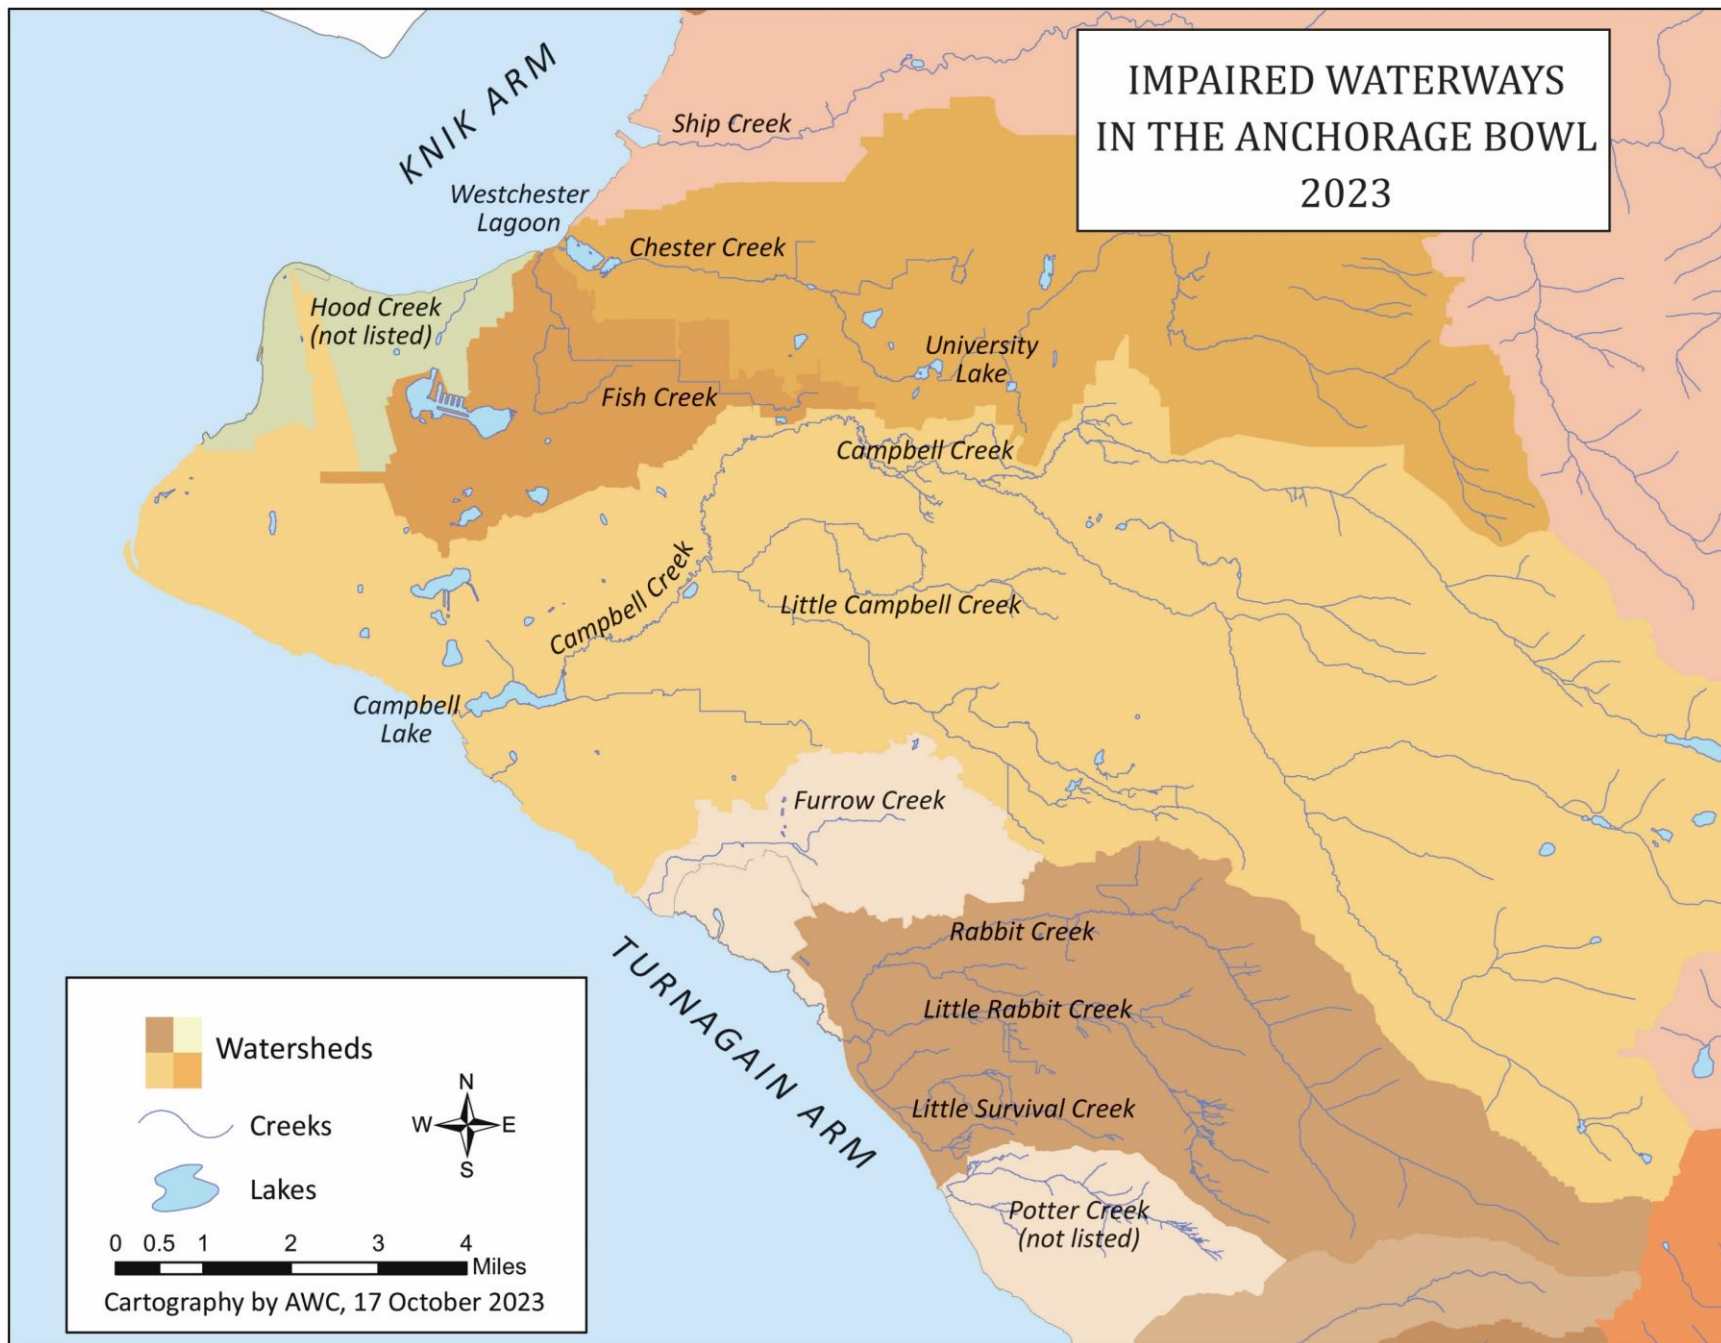 IMPAIRED WATERWAYS
IN THE ANCHORAGE BOWL
2023
KNIK ARM
Ship Creek
Westchester
Lagoon
Chester Creek
Hood Creek
(not listed)
University
Lake
Fish Creek
Campbell Creek
Campbell Creek
Little Campbell Creek
Campbell
Lake
Furrow Creek
Rabbit Creek
TURNAGAIN ARM
Little Rabbit Creek
Little Survival Creek
Potter Creek
(not listed)
Watersheds
Creeks
Lakes
N
W E
S
0 0.5 1 2 3 4
Miles
Cartography by AWC, 17 October 2023